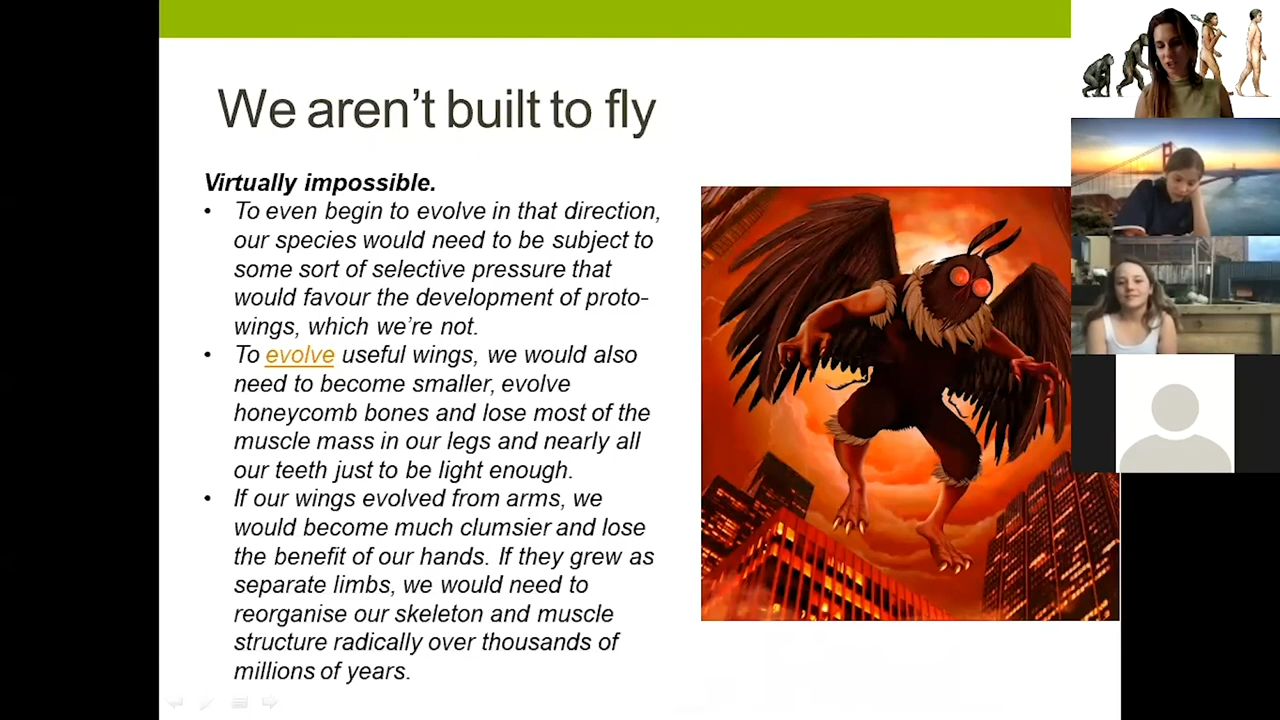 We aren’t built to fly
Virtually impossible.
• To even begin to evolve in that direction,
our species would need to be subject to
some sort of selective pressure that
would favour the development of proto-
wings, which we’re not.
• To evolve useful wings, we would also
need to become smaller, evolve
honeycomb bones and lose most of the
muscle mass in our legs and nearly all
our teeth just to be light enough.
• If our wings evolved from arms, we
would become much clumsier and lose
the benefit of our hands. If they grew as
separate limbs, we would need to
reorganise our skeleton and muscle
structure radically over thousands of
millions of years.